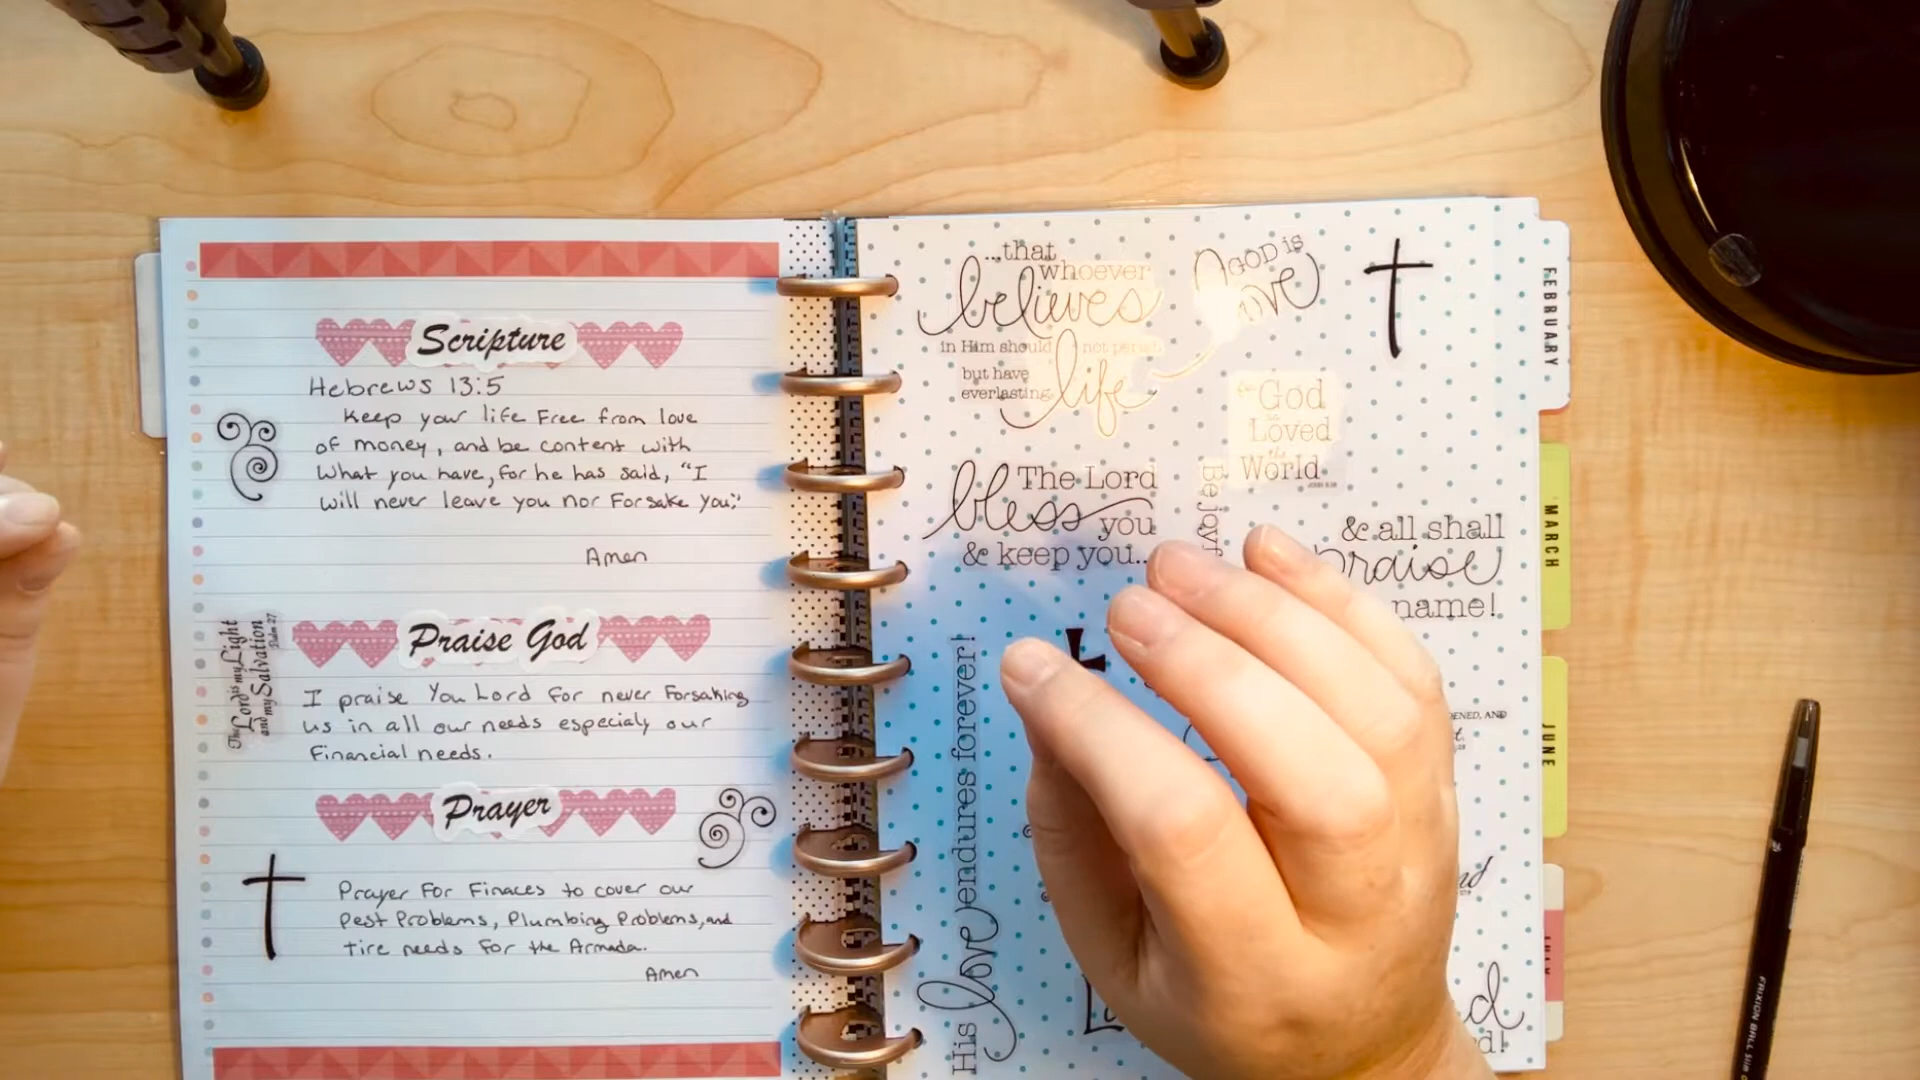 Scripture
Hebrews 13:5
Keep your life Free from love
of money, and be content with
what you have, for he has said, "I
will never leave you nor Forsake you."
Amen
The Lord is my Light
and my Salvation
Psalm 27
Praise God
I praise You Lord for never Forsaking
us in all our needs especialy our
Financial needs.
Prayer
Prayer For Finaces to cover our
Pest Problems, Plumbing Problems, and
Tire needs for the Armada.
Amen
...that
whoever
believes
in Him should not perish
but have
everlasting life
GOD is
love
for God
so
Loved
the
World
The Lord
bless you
& keep you...
Be joyf
& all shall
praise
name!
His love endures forever!
ENED, AND
FEBRUARY
MARCH
JUNE
JULY
FRIXION BALL